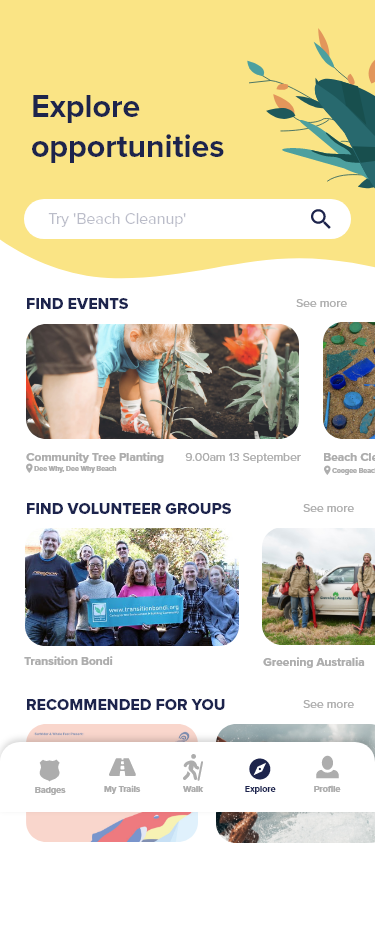 Explore
opportunities
Try 'Beach Cleanup'
FIND EVENTS
See more
Community Tree Planting
9.00am 13 September
Beach Cle
Dee Why, Dee Why Beach
Coogee Beac
FIND VOLUNTEER GROUPS
See more
www.transitionbondi.org
Greening Australia
Transition Bondi
Greening Australia
RECOMMENDED FOR YOU
See more
Badges
My Trails
Walk
Explore
Profile